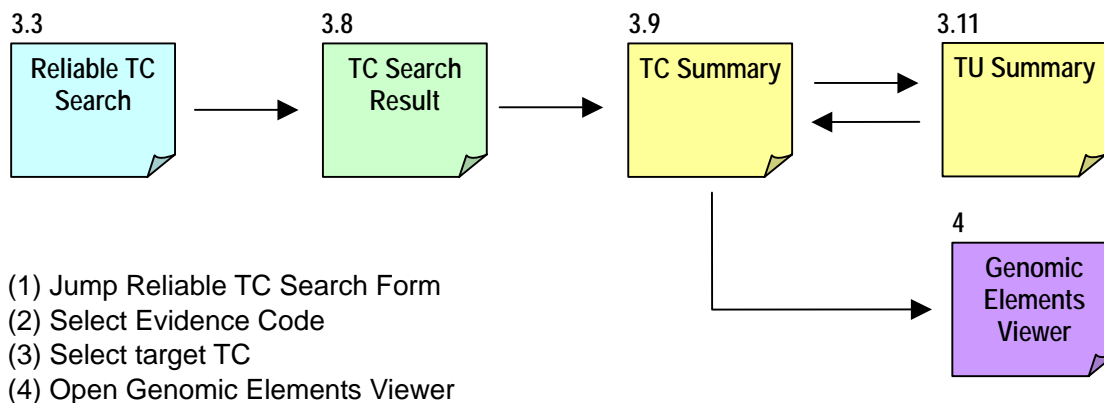 3.3
Reliable TC
Search
3.8
TC Search
Result
3.9
TC Summary
3.11
TU Summary
4
Genomic
Elements
Viewer
(1) Jump Reliable TC Search Form
(2) Select Evidence Code
(3) Select target TC
(4) Open Genomic Elements Viewer